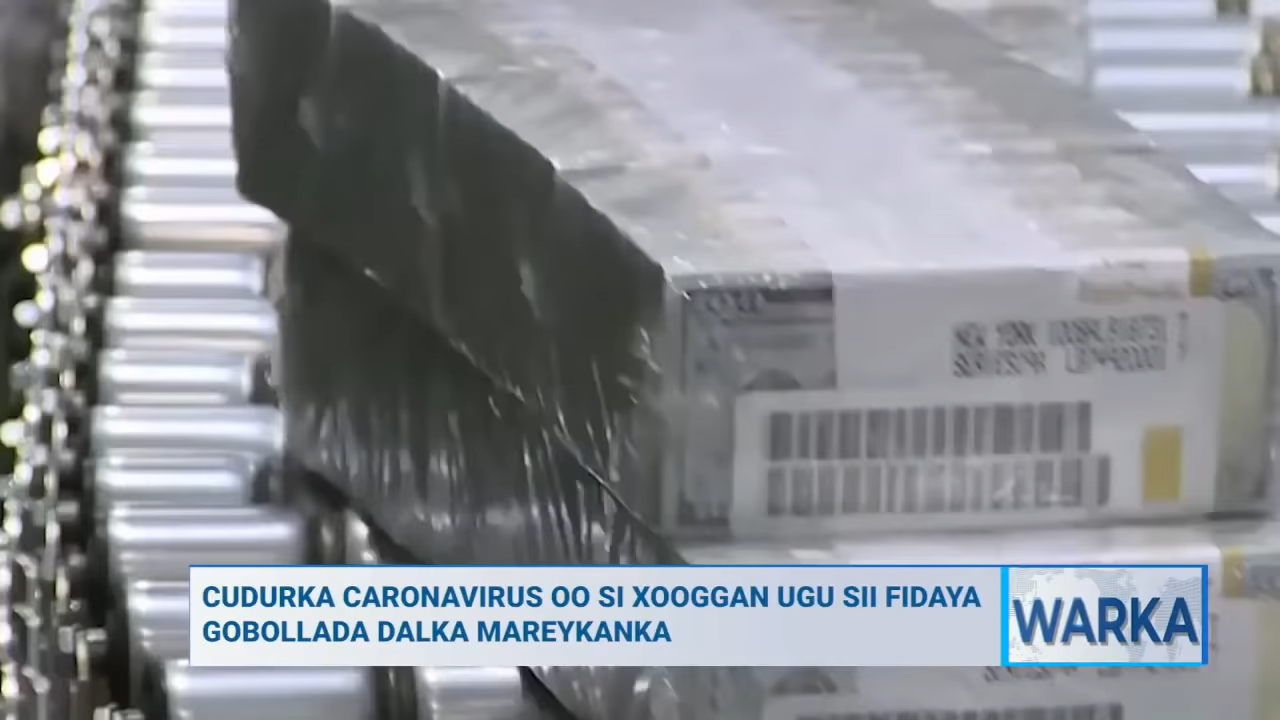 NEW YORK
CUDURKA CARONAVIRUS OO SI XOOGGAN UGU SII FIDAYA
GOBOLLADA DALKA MAREYKANKA
WARKA